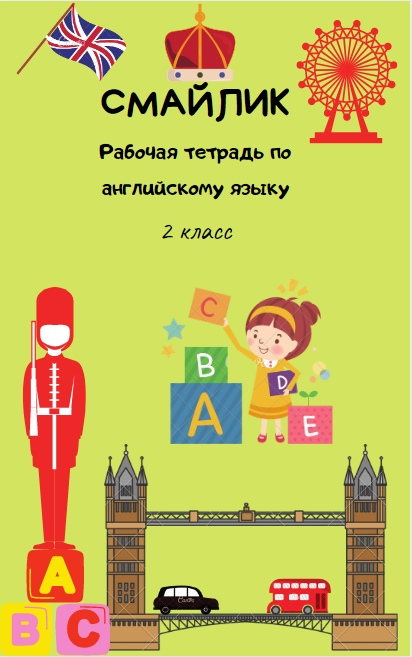 СМАЙЛИК
Рабочая тетрадь по
английскому языку
2 класс
C
B
D
A
E
A
B C